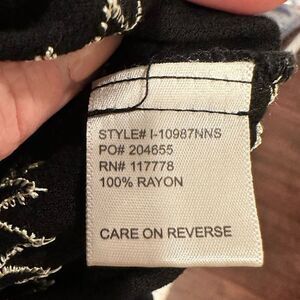 STYLE# I-10987NNS
PO# 204655
RN# 117778
100% RAYON
CARE ON REVERSE